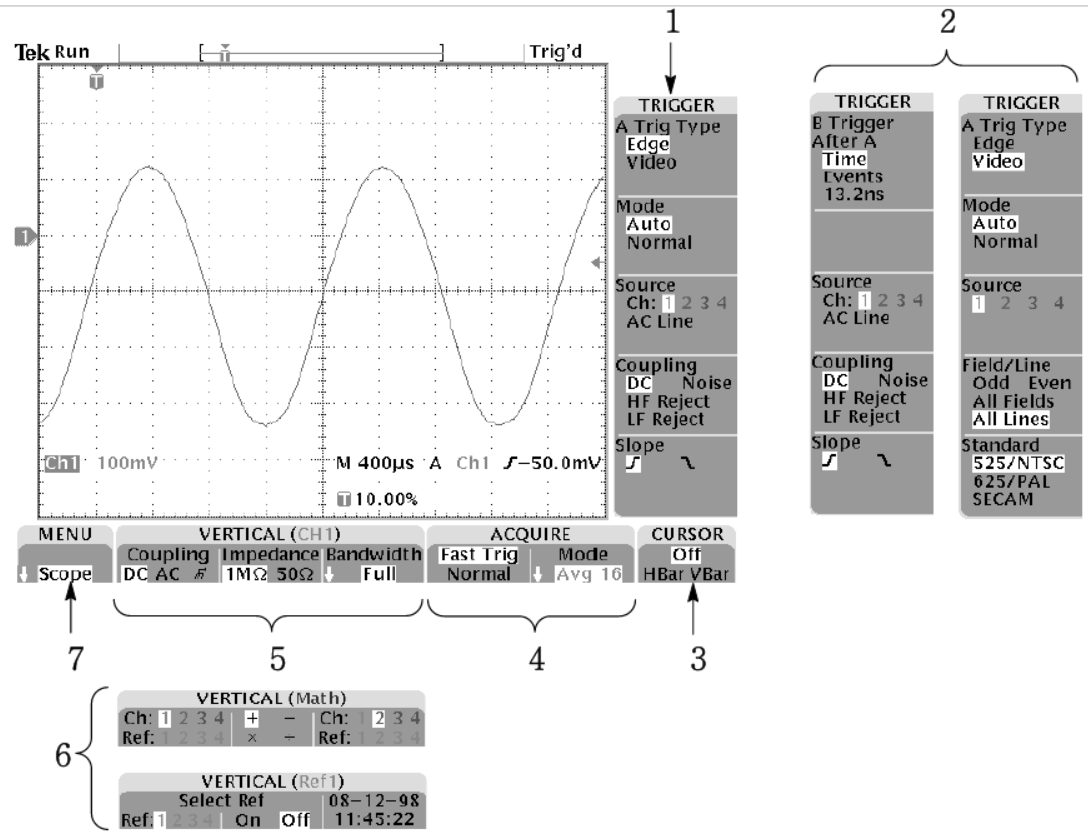 1
2
Tek Run
T
Trig'd
T
1
Ch1 100mV
M 400µs A Ch1 ƒ −50.0mV
T 10.00%
TRIGGER
A Trig Type
Edge
Video
Mode
Auto
Normal
Source
Ch: 1 2 3 4
AC Line
Coupling
DC Noise
HF Reject
LF Reject
Slope
TRIGGER
B Trigger
After A
Time
Events
13.2ns
Source
Ch: 1 2 3 4
AC Line
Coupling
DC Noise
HF Reject
LF Reject
Slope
TRIGGER
A Trig Type
Edge
Video
Mode
Auto
Normal
Source
1 2 3 4
Field/Line
Odd Even
All Fields
All Lines
Standard
525/NTSC
625/PAL
SECAM
MENU
Scope
VERTICAL (CH1)
Coupling Impedance Bandwidth
DC AC 1MΩ 50Ω Full
ACQUIRE
Fast Trig Mode
Normal Avg 16
CURSOR
Off
HBar VBar
7
5
4
3
6
VERTICAL (Math)
Ch: 1 2 3 4 + − Ch: 1 2 3 4
Ref: 1 2 3 4 × ÷ Ref: 1 2 3 4
VERTICAL (Ref1)
Select Ref 08−12−98
Ref: 1 2 3 4 On Off 11:45:22